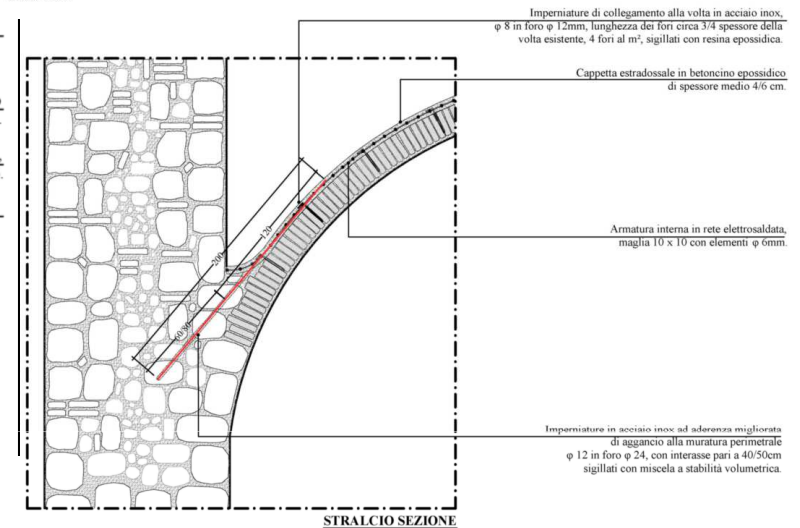 Imperniature di collegamento alla volta in acciaio inox,
φ 8 in foro φ 12mm, lunghezza dei fori circa 3/4 spessore della
volta esistente, 4 fori al m², sigillati con resina epossidica.
Cappetta estradossale in betoncino epossidico
di spessore medio 4/6 cm.
120
200
60/80
Armatura interna in rete elettrosaldata,
maglia 10 x 10 con elementi φ 6mm.
Imperniature in acciaio inox ad aderenza migliorata
di aggancio alla muratura perimetrale
φ 12 in foro φ 24, con interasse pari a 40/50cm
sigillati con miscela a stabilità volumetrica.
STRALCIO SEZIONE